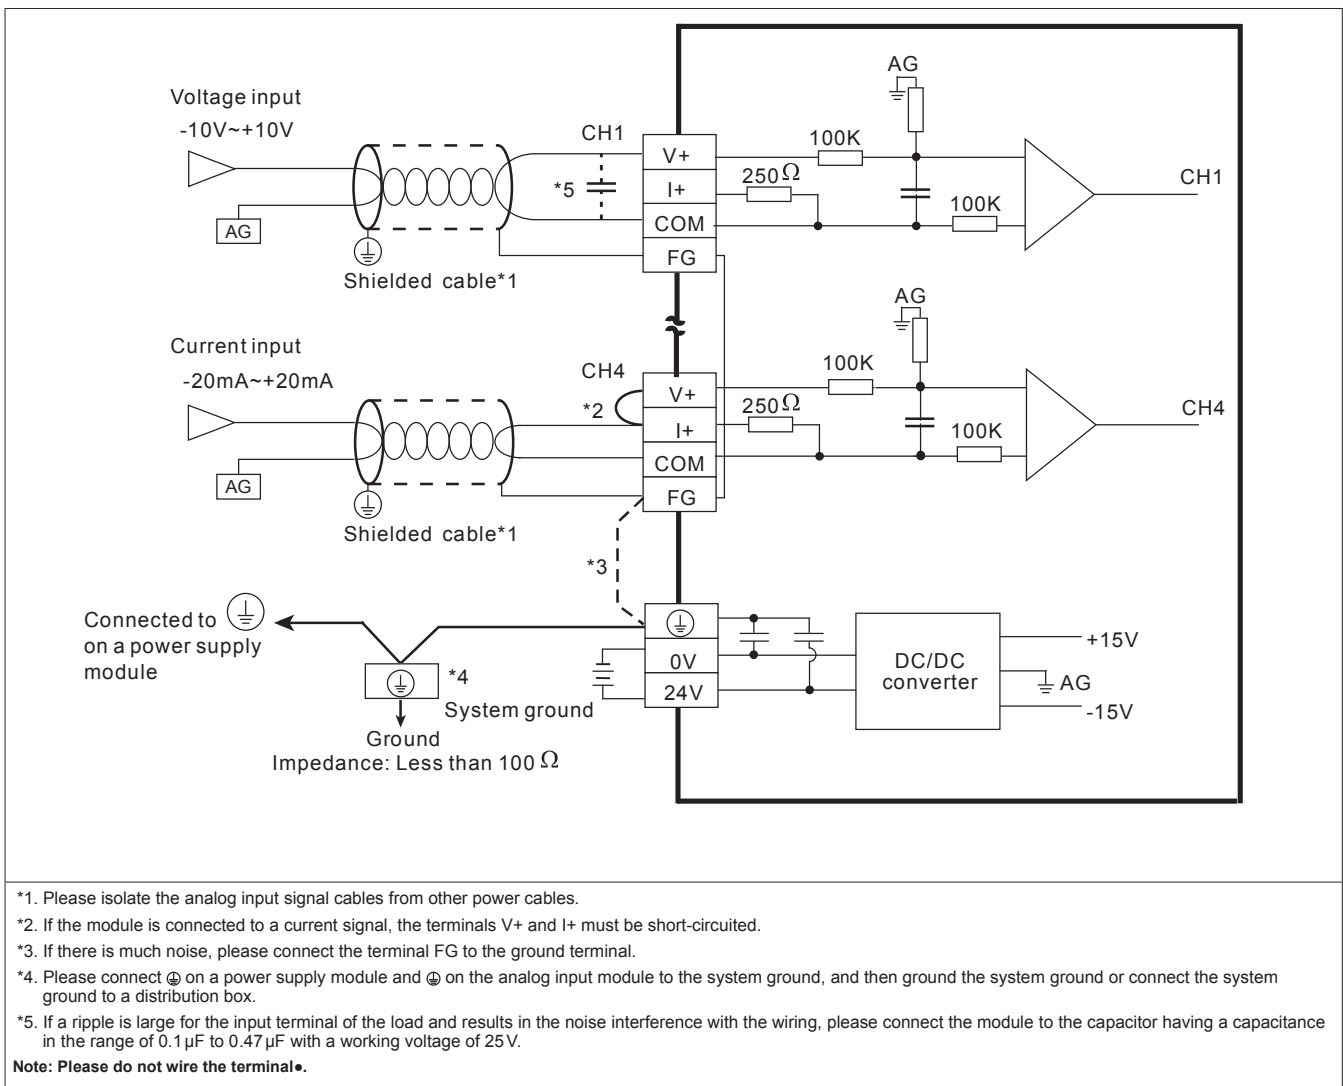 Voltage input
-10V~+10V
AG
Shielded cable*1
CH1
*5
V+
I+
COM
FG
250Ω
100K
AG
100K
CH1
Current input
-20mA~+20mA
AG
Shielded cable*1
CH4
*2
V+
I+
COM
FG
250Ω
100K
AG
100K
CH4
*3
Connected to
on a power supply
module
*4
System ground
Ground
Impedance: Less than 100 Ω
0V
24V
DC/DC
converter
+15V
AG
-15V
*1. Please isolate the analog input signal cables from other power cables.
*2. If the module is connected to a current signal, the terminals V+ and I+ must be short-circuited.
*3. If there is much noise, please connect the terminal FG to the ground terminal.
*4. Please connect ⏚ on a power supply module and ⏚ on the analog input module to the system ground, and then ground the system ground or connect the system
ground to a distribution box.
*5. If a ripple is large for the input terminal of the load and results in the noise interference with the wiring, please connect the module to the capacitor having a capacitance
in the range of 0.1μF to 0.47μF with a working voltage of 25V.
Note: Please do not wire the terminal●.